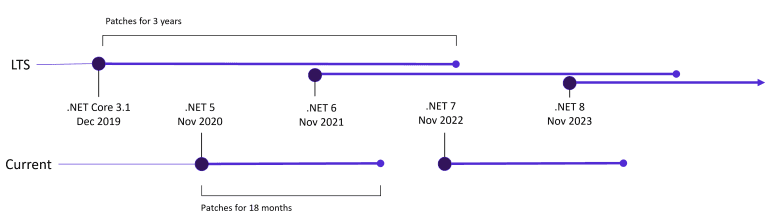 Patches for 3 years
LTS
.NET Core 3.1
Dec 2019
.NET 5
Nov 2020
.NET 6
Nov 2021
.NET 7
Nov 2022
.NET 8
Nov 2023
Current
Patches for 18 months